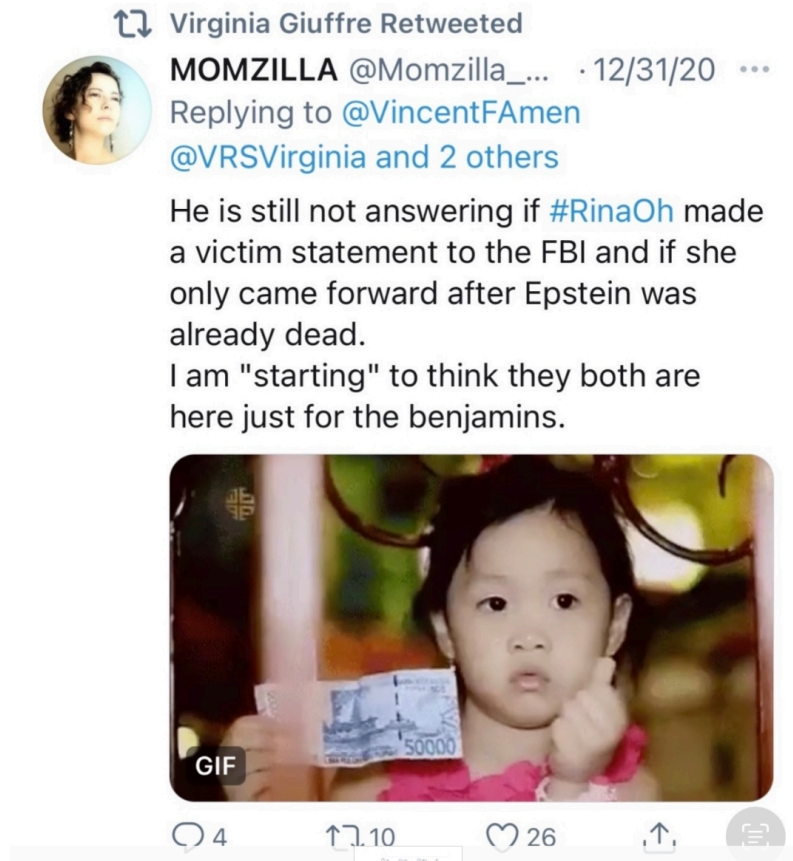 Virginia Giuffre Retweeted
MOMZILLA @Momzilla_... · 12/31/20 ...
Replying to @VincentFAmen
@VRSVirginia and 2 others
He is still not answering if #RinaOh made
a victim statement to the FBI and if she
only came forward after Epstein was
already dead.
I am "starting" to think they both are
here just for the benjamins.
50000
GIF
4 10 26